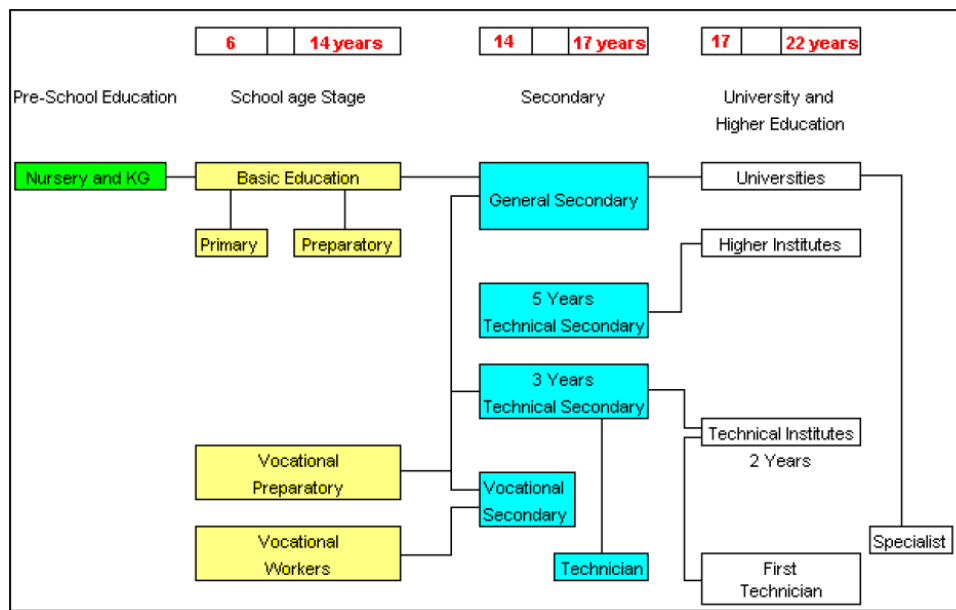 6 14 years 14 17 years 17 22 years
Pre-School Education School age Stage Secondary University and
Higher Education
Nursery and KG Basic Education General Secondary Universities
Primary Preparatory Higher Institutes
5 Years
Technical Secondary
3 Years
Technical Secondary
Technical Institutes
2 Years
Vocational
Preparatory
Vocational
Secondary
Vocational
Workers
Technician
First
Technician
Specialist